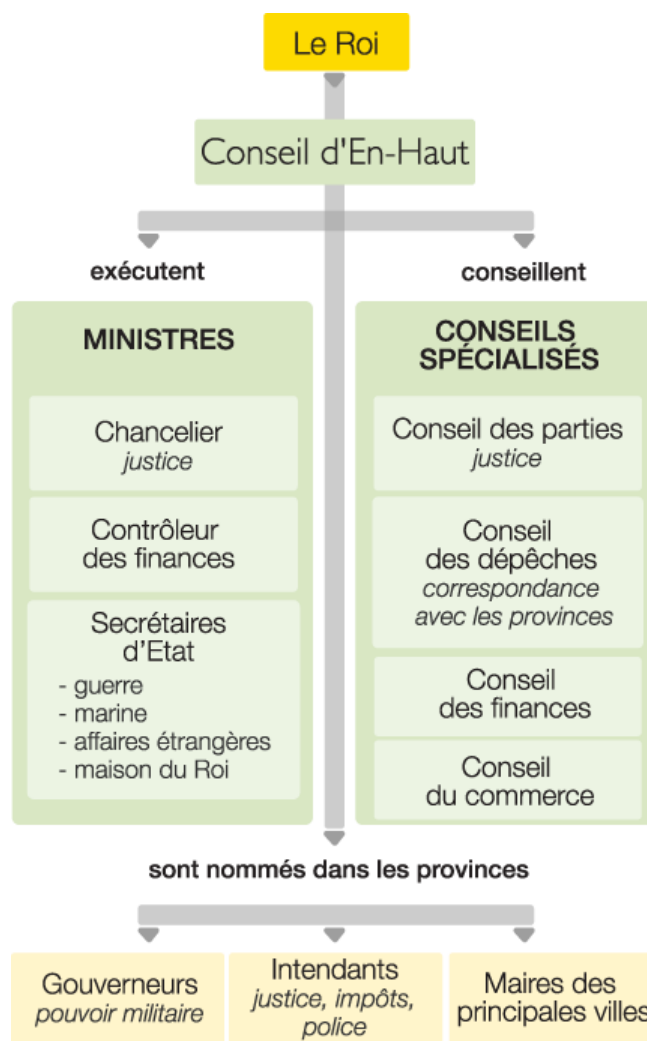 Le Roi
Conseil d'En-Haut
exécutent
conseillent
MINISTRES
Chancelier
justice
Contrôleur
des finances
Secrétaires
d'Etat
- guerre
- marine
- affaires étrangères
- maison du Roi
CONSEILS
SPÉCIALISÉS
Conseil des parties
justice
Conseil
des dépêches
correspondance
avec les provinces
Conseil
des finances
Conseil
du commerce
sont nommés dans les provinces
Gouverneurs
pouvoir militaire
Intendants
justice, impôts,
police
Maires des
principales villes